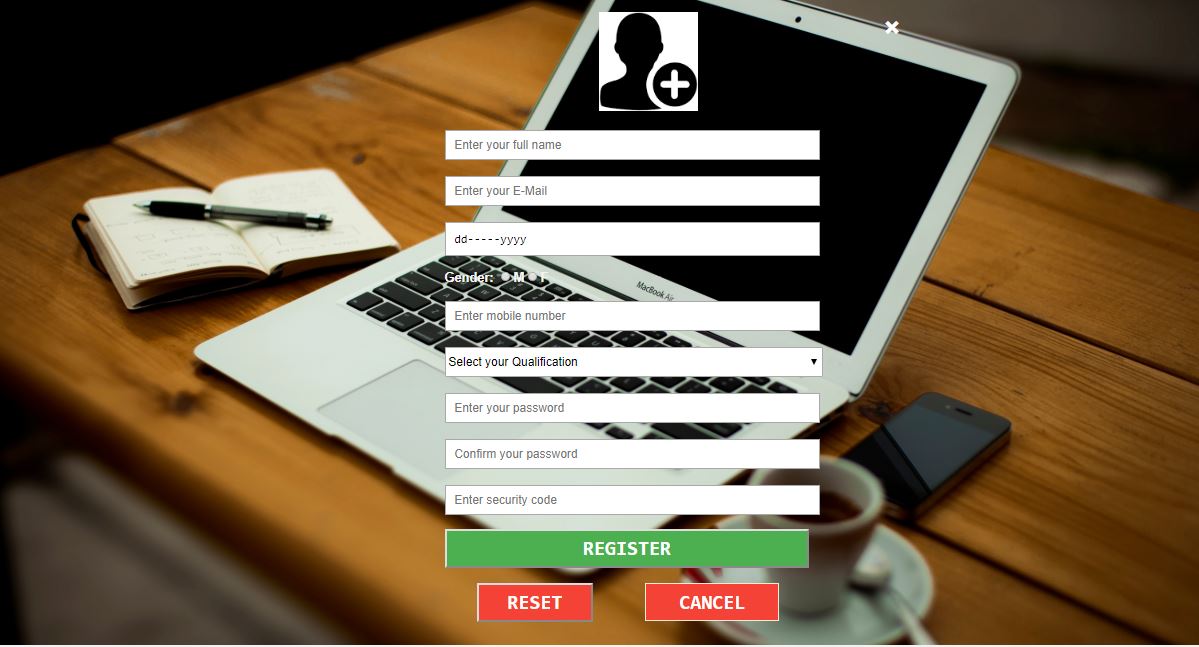 ✖
Enter your full name
Enter your E-Mail
dd-----yyyy
Gender: M F
MacBook Air
Enter mobile number
Select your Qualification
Enter your password
Confirm your password
Enter security code
REGISTER
RESET CANCEL